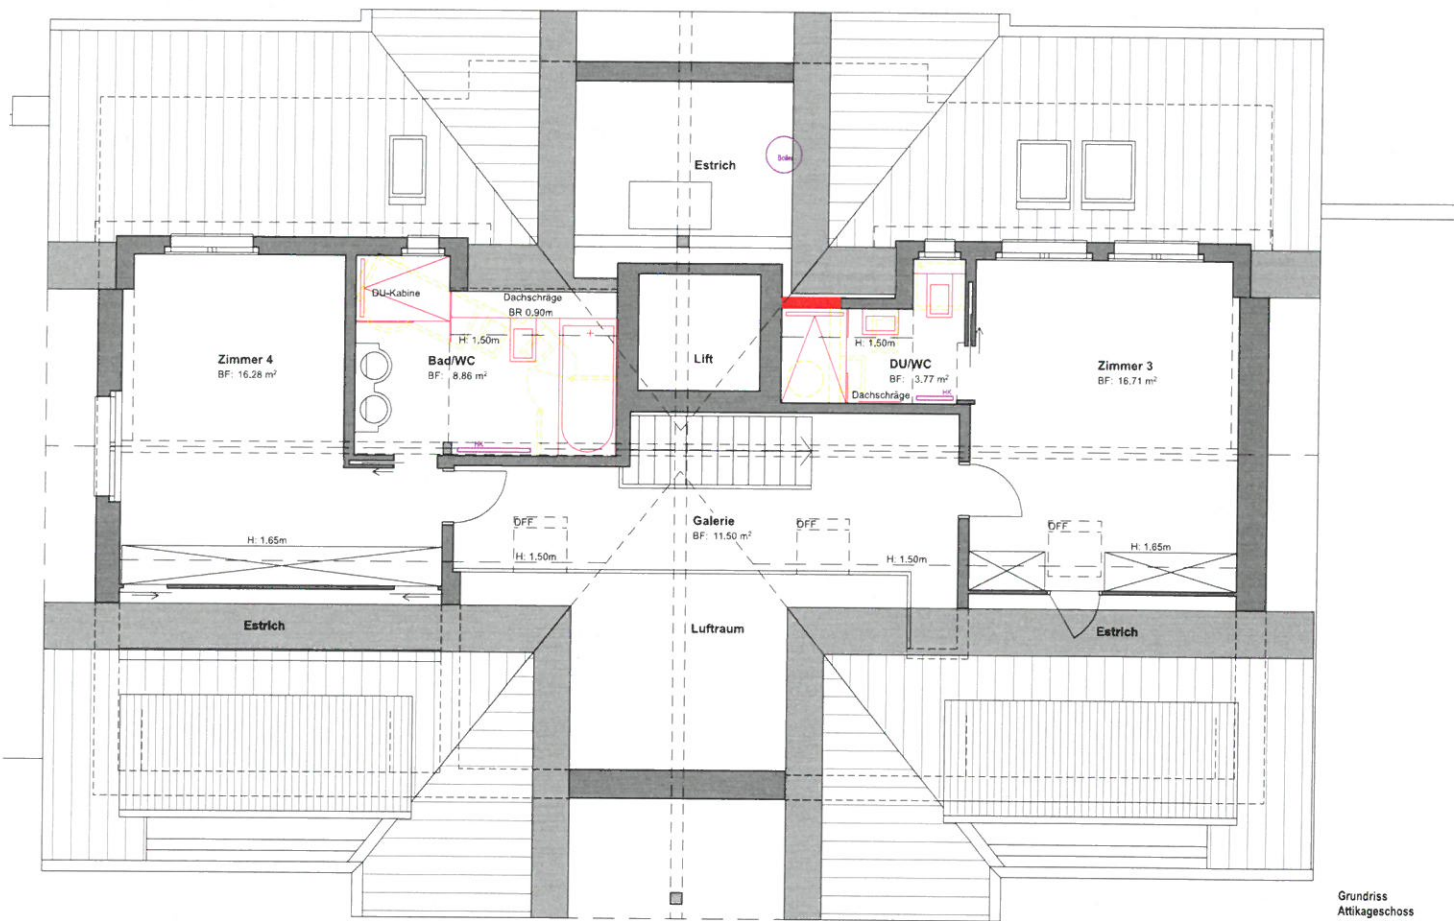 Estrich
Boiler
DU-Kabine
Dachschräge
BR 0.90m
H: 1.50m
Zimmer 4
BF: 16.28 m²
Bad/WC
BF: 8.86 m²
HK
Lift
H: 1.50m
DU/WC
BF: 3.77 m²
Dachschräge
HK
Zimmer 3
BF: 16.71 m²
Galerie
BF: 11.50 m²
OFF
H: 1.50m
OFF
H: 1.50m
OFF
H: 1.65m
H: 1.65m
Estrich
Luftraum
Estrich
Grundriss
Attikageschoss